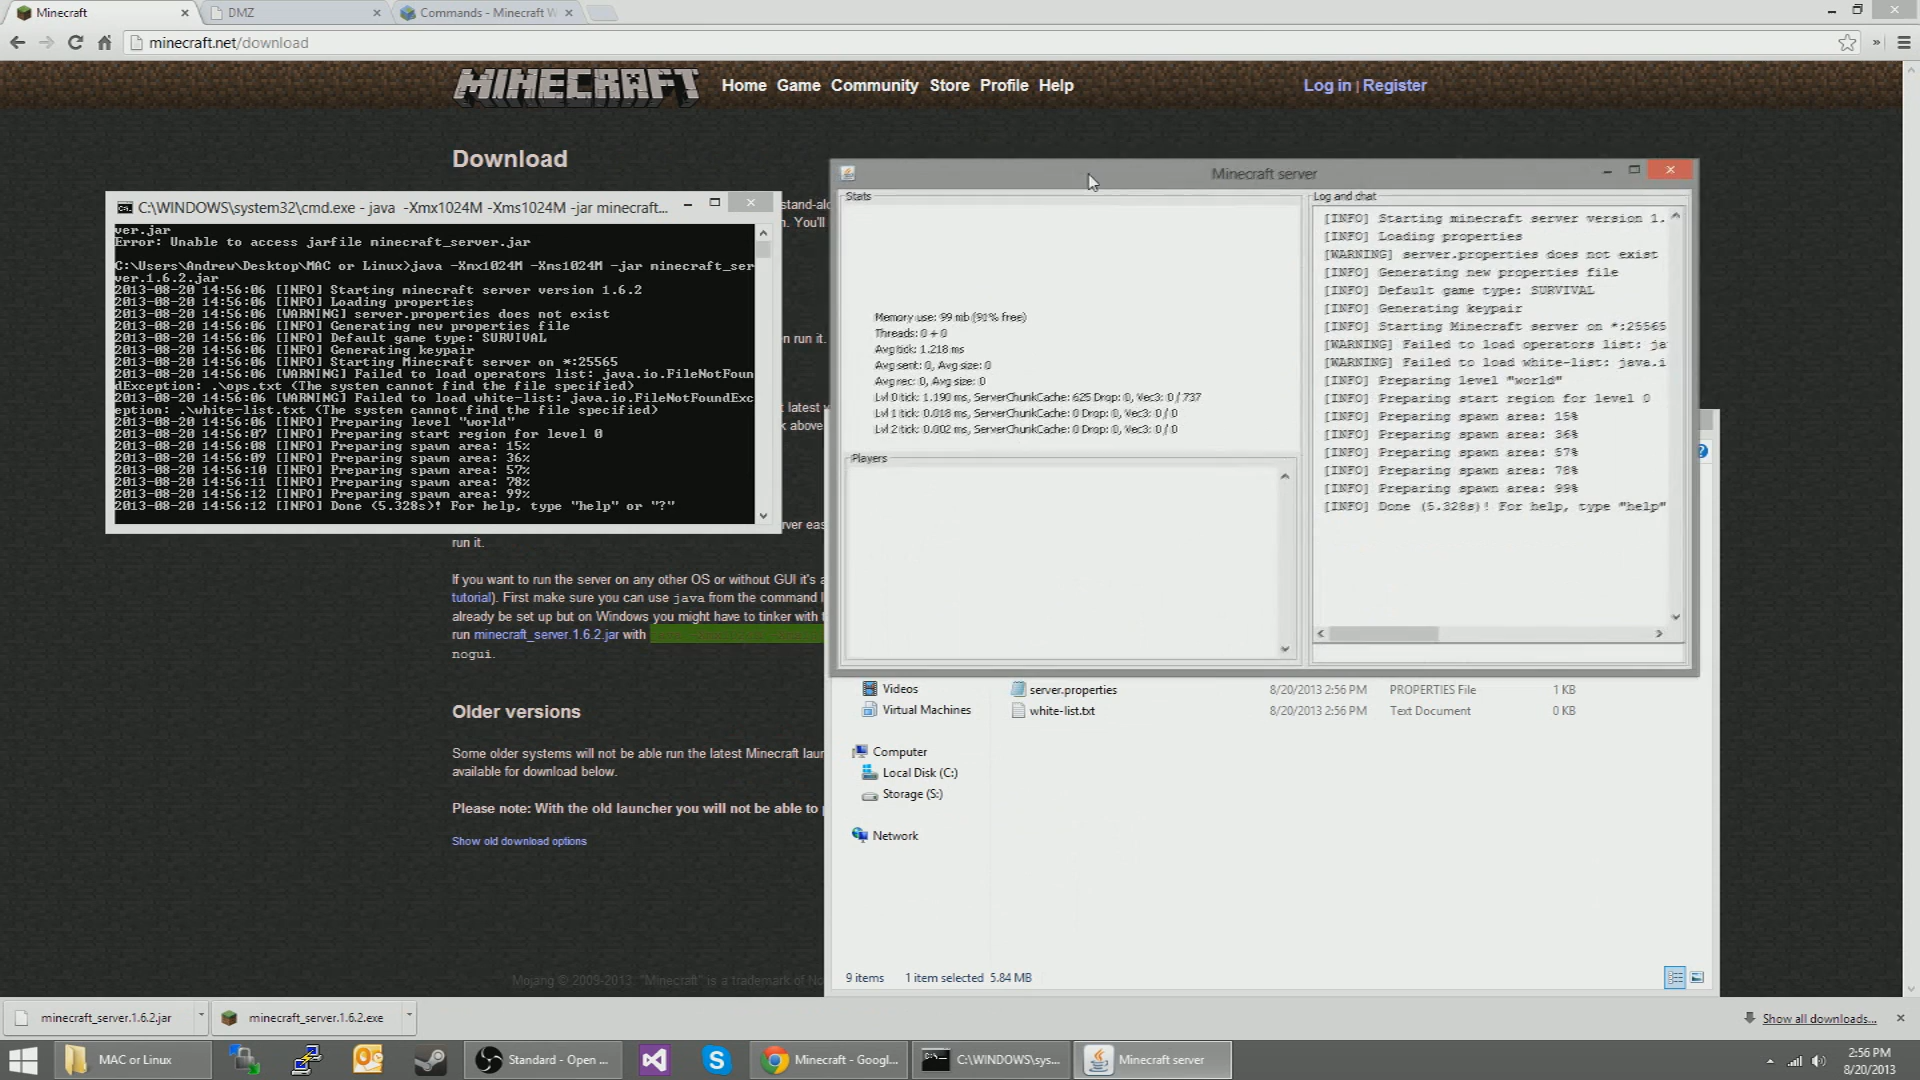 Minecraft
DMZ
Commands - Minecraft W
minecraft.net/download
MINECRAFT
Home Game Community Store Profile Help
Log in | Register
Download
C:\WINDOWS\system32\cmd.exe - java -Xmx1024M -Xms1024M -jar minecraft...
ver.jar
Error: Unable to access jarfile minecraft_server.jar
C:\Users\Andrew\Desktop\MAC or Linux>java -Xmx1024M -Xms1024M -jar minecraft_ser
ver.1.6.2.jar
2013-08-20 14:56:06 [INFO] Starting minecraft server version 1.6.2
2013-08-20 14:56:06 [INFO] Loading properties
2013-08-20 14:56:06 [WARNING] server.properties does not exist
2013-08-20 14:56:06 [INFO] Generating new properties file
2013-08-20 14:56:06 [INFO] Default game type: SURVIVAL
2013-08-20 14:56:06 [INFO] Generating keypair
2013-08-20 14:56:06 [INFO] Starting Minecraft server on *:25565
2013-08-20 14:56:06 [WARNING] Failed to load operators list: java.io.FileNotFoun
dException: .\ops.txt (The system cannot find the file specified)
2013-08-20 14:56:06 [WARNING] Failed to load white-list: java.io.FileNotFoundExc
eption: .\white-list.txt (The system cannot find the file specified)
2013-08-20 14:56:06 [INFO] Preparing level "world"
2013-08-20 14:56:07 [INFO] Preparing start region for level 0
2013-08-20 14:56:08 [INFO] Preparing spawn area: 15%
2013-08-20 14:56:09 [INFO] Preparing spawn area: 36%
2013-08-20 14:56:10 [INFO] Preparing spawn area: 57%
2013-08-20 14:56:11 [INFO] Preparing spawn area: 78%
2013-08-20 14:56:12 [INFO] Preparing spawn area: 99%
2013-08-20 14:56:12 [INFO] Done (5.328s)! For help, type "help" or "?"
stand-alo
n. You'll
n run it.
latest v
k above.
rver eas
run it.
If you want to run the server on any other OS or without GUI it's a
tutorial). First make sure you can use java from the command l
already be set up but on Windows you might have to tinker with t
run minecraft_server.1.6.2.jar with
nogui.
Older versions
Some older systems will not be able run the latest Minecraft laun
available for download below.
Please note: With the old launcher you will not be able to p
Show old download options
Mojang © 2009-2013. "Minecraft" is a trademark of No
Minecraft server
Stats
Memory use: 99 mb (91% free)
Threads: 0 + 0
Avg tick: 1.218 ms
Avg sent: 0, Avg size: 0
Avg rec: 0, Avg size: 0
Lvl 0 tick: 1.190 ms, ServerChunkCache: 625 Drop: 0, Vec3: 0 / 737
Lvl 1 tick: 0.018 ms, ServerChunkCache: 0 Drop: 0, Vec3: 0 / 0
Lvl 2 tick: 0.002 ms, ServerChunkCache: 0 Drop: 0, Vec3: 0 / 0
Players
Log and chat
[INFO] Starting minecraft server version 1.
[INFO] Loading properties
[WARNING] server.properties does not exist
[INFO] Generating new properties file
[INFO] Default game type: SURVIVAL
[INFO] Generating keypair
[INFO] Starting Minecraft server on *:25565
[WARNING] Failed to load operators list: ja
[WARNING] Failed to load white-list: java.i
[INFO] Preparing level "world"
[INFO] Preparing start region for level 0
[INFO] Preparing spawn area: 15%
[INFO] Preparing spawn area: 36%
[INFO] Preparing spawn area: 57%
[INFO] Preparing spawn area: 78%
[INFO] Preparing spawn area: 99%
[INFO] Done (5.328s)! For help, type "help"
Videos
Virtual Machines
Computer
Local Disk (C:)
Storage (S:)
Network
server.properties 8/20/2013 2:56 PM PROPERTIES File 1 KB
white-list.txt 8/20/2013 2:56 PM Text Document 0 KB
9 items 1 item selected 5.84 MB
minecraft_server.1.6.2.jar
minecraft_server.1.6.2.exe
Show all downloads...
MAC or Linux
Standard - Open ...
Minecraft - Googl...
C:\WINDOWS\sys...
Minecraft server
2:56 PM
8/20/2013